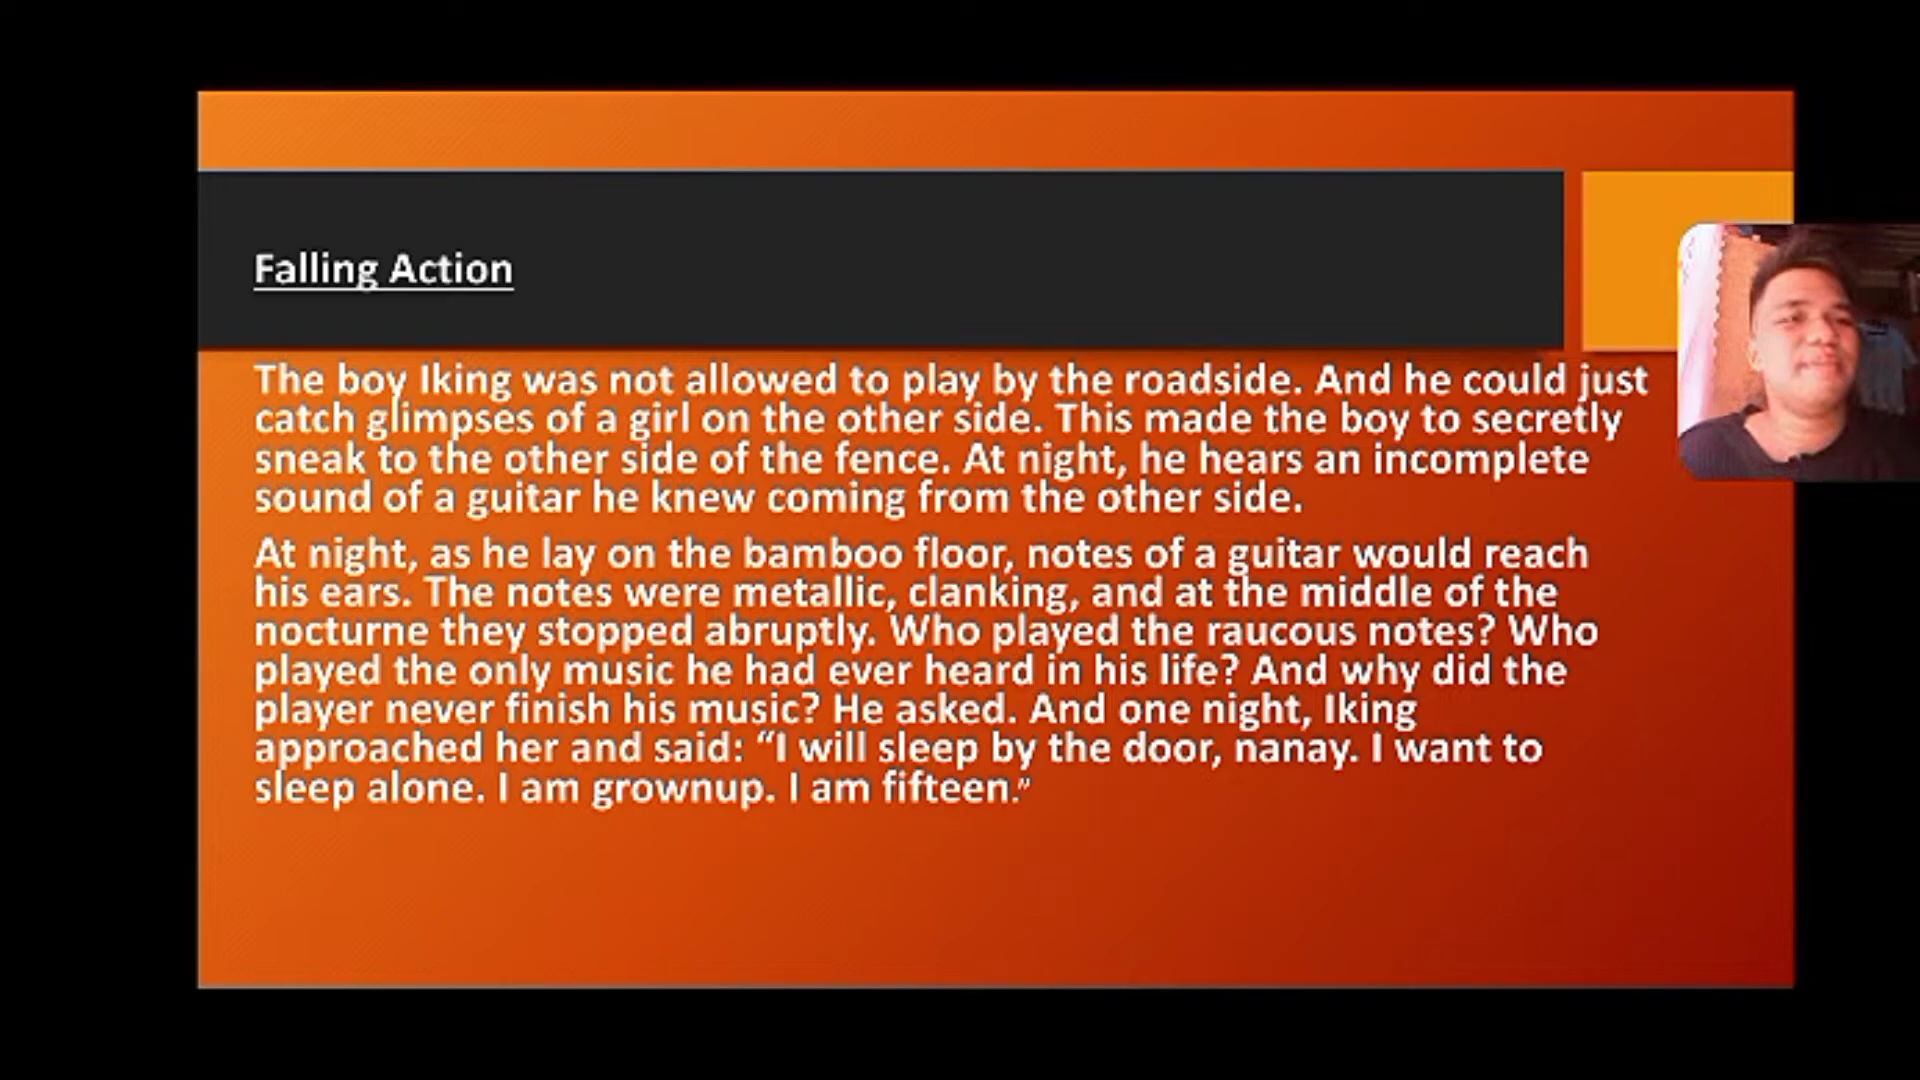 Falling Action
The boy Iking was not allowed to play by the roadside. And he could just
catch glimpses of a girl on the other side. This made the boy to secretly
sneak to the other side of the fence. At night, he hears an incomplete
sound of a guitar he knew coming from the other side.
At night, as he lay on the bamboo floor, notes of a guitar would reach
his ears. The notes were metallic, clanking, and at the middle of the
nocturne they stopped abruptly. Who played the raucous notes? Who
played the only music he had ever heard in his life? And why did the
player never finish his music? He asked. And one night, Iking
approached her and said: “I will sleep by the door, nanay. I want to
sleep alone. I am grownup. I am fifteen.”